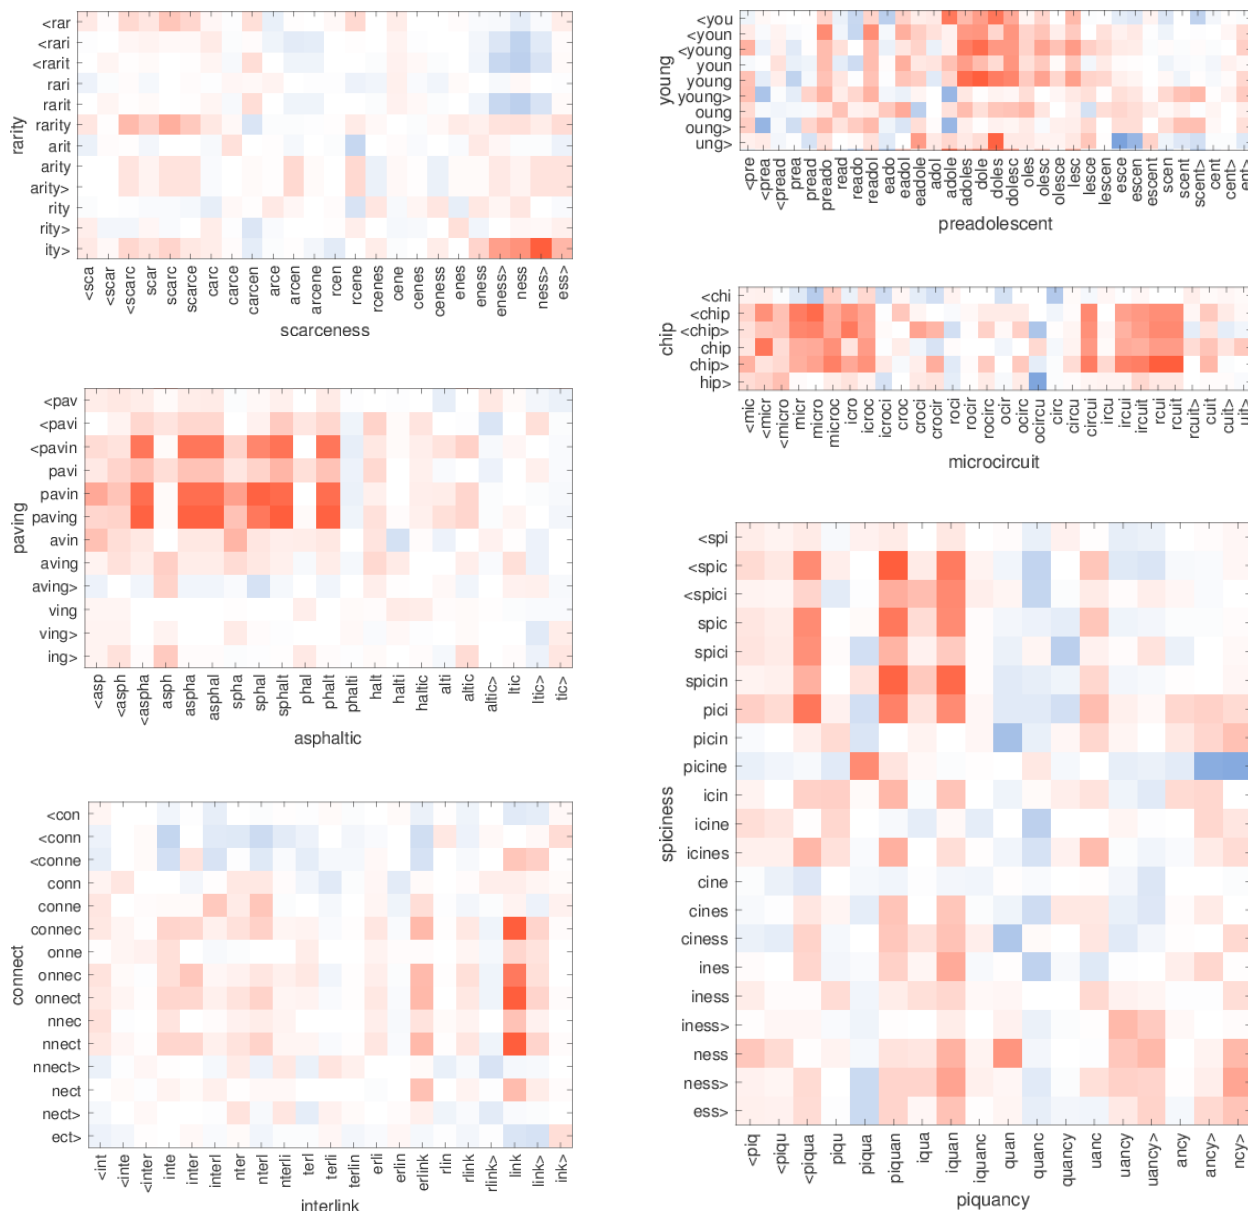 <rar
<rari
<rarit
rari
rarit
rarity
arit
arity
arity>
rity
rity>
ity>
rarity
<sca
<scar
<scarc
scar
scarc
scarce
carc
carce
carcen
arce
arcen
arcene
rcen
rcene
rcenes
cene
cenes
ceness
enes
eness
eness>
ness
ness>
ess>
scarceness
<you
<youn
<young
youn
young
young>
oung
oung>
ung>
young
<pre
<prea
<pread
prea
pread
preado
read
reado
readol
eado
eadol
eadole
adol
adole
adoles
dole
doles
dolesc
oles
olesc
olesce
lesc
lesce
lescen
esce
escen
escent
scen
scent
scent>
cent
cent>
ent>
preadolescent
<chi
<chip
<chip>
chip
chip>
hip>
chip
<mic
<micr
<micro
micr
micro
microc
icro
icroc
icroci
croc
croci
crocir
roci
rocir
rocirc
ocir
ocirc
ocircu
circ
circu
circui
ircu
ircui
ircuit
rcui
rcuit
rcuit>
cuit
cuit>
uit>
microcircuit
<pav
<pavi
<pavin
pavi
pavin
paving
avin
aving
aving>
ving
ving>
ing>
paving
<asp
<asph
<aspha
asph
aspha
asphal
spha
sphal
sphalt
phal
phalt
phalti
halt
halti
haltic
alti
altic
altic>
ltic
ltic>
tic>
asphaltic
<con
<conn
<conne
conn
conne
connec
onne
onnec
onnect
nnec
nnect
nnect>
nect
nect>
ect>
connect
<int
<inte
<inter
inte
inter
interl
nter
nterl
nterli
terl
terli
terlin
erli
erlin
erlink
rlin
rlink
rlink>
link
link>
ink>
interlink
<spi
<spic
<spici
spic
spici
spicin
pici
picin
picine
icin
icine
icines
cine
cines
ciness
ines
iness
iness>
ness
ness>
ess>
spiciness
<piq
<piqu
<piqua
piqu
piqua
piquan
iqua
iquan
iquanc
quan
quanc
quancy
uanc
uancy
uancy>
ancy
ancy>
ncy>
piquancy